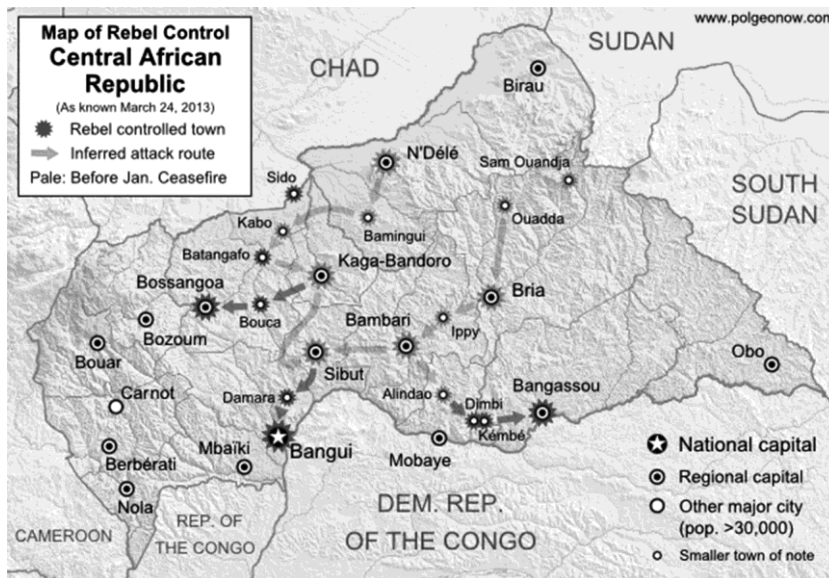 www.polgeonow.com
Map of Rebel Control
Central African
Republic
(As known March 24, 2013)
Rebel controlled town
Inferred attack route
Pale: Before Jan. Ceasefire
SUDAN
CHAD
Birau
N'Délé
Sam Ouandja
Sido
SOUTH
SUDAN
Ouadda
Kabo
Bamingui
Batangafo
Kaga-Bandoro
Bossangoa
Bria
Bouca
Ippy
Bambari
Bozoum
Bouar
Obo
Sibut
Carnot
Damara
Alindao
Dimbi
Bangassou
Kémbé
Mobaye
Bangui
Mbaïki
Berbérati
Nola
National capital
Regional capital
Other major city
(pop. >30,000)
Smaller town of note
DEM. REP.
OF THE CONGO
REP. OF
THE CONGO
CAMEROON